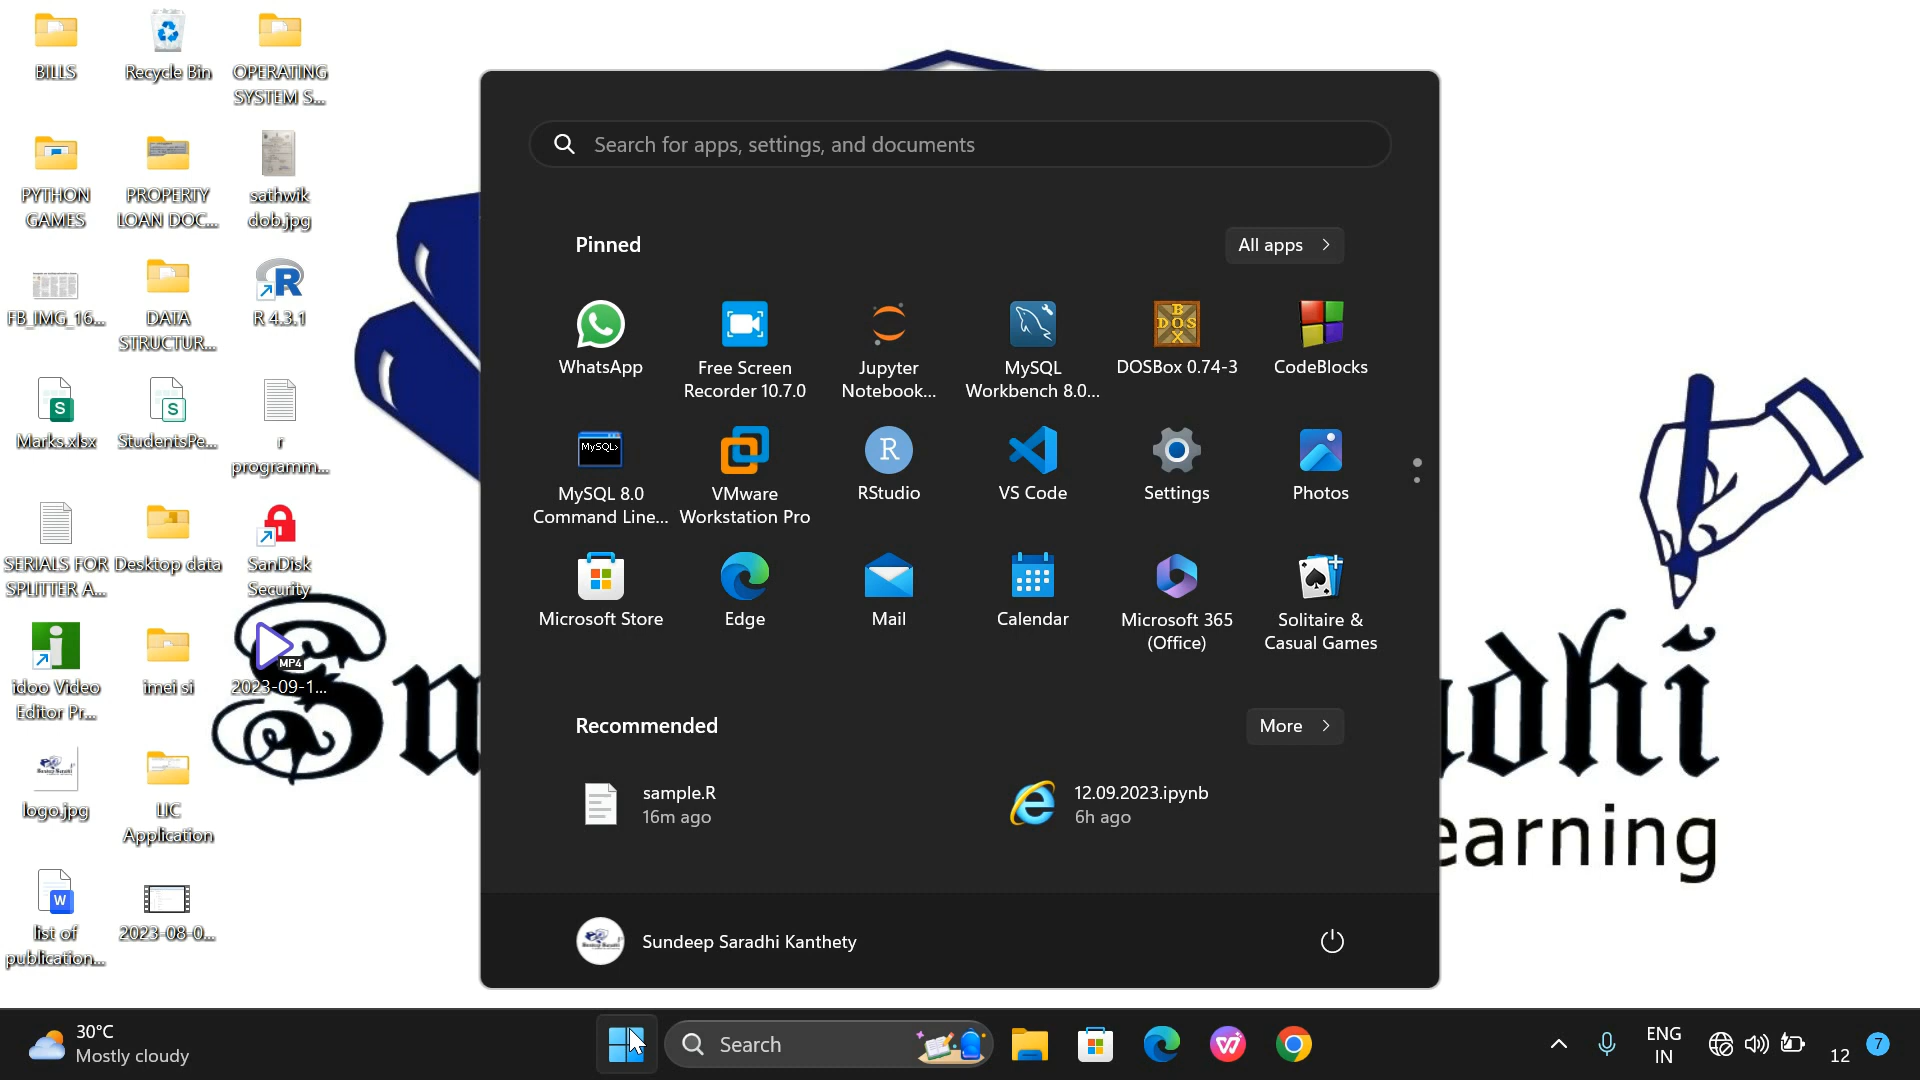 BILLS
Recycle Bin
OPERATING
SYSTEM S...
PYTHON
GAMES
PROPERTY
LOAN DOC...
sathwik
dob.jpg
FB_IMG_16...
DATA
STRUCTUR...
R 4.3.1
Marks.xlsx
StudentsPe...
r
programm...
SERIALS FOR
SPLITTER A...
Desktop data
SanDisk
Security
idoo Video
Editor Pr...
imei si
MP4
2023-09-1...
logo.jpg
LIC
Application
list of
publication...
2023-08-0...
Search for apps, settings, and documents
Pinned
All apps
WhatsApp
Free Screen
Recorder 10.7.0
Jupyter
Notebook...
MySQL
Workbench 8.0...
DOSBox 0.74-3
CodeBlocks
MySQL 8.0
Command Line...
VMware
Workstation Pro
RStudio
VS Code
Settings
Photos
Microsoft Store
Edge
Mail
Calendar
Microsoft 365
(Office)
Solitaire &
Casual Games
Recommended
More
sample.R
16m ago
12.09.2023.ipynb
6h ago
Sundeep Saradhi Kanthety
Su
adhi
earning
30°C
Mostly cloudy
Search
ENG
IN
12
7